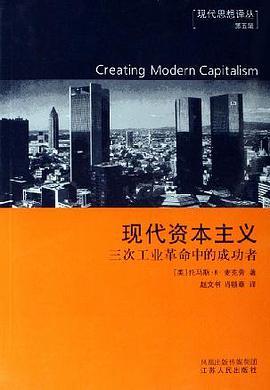 [现代思想译丛]
第五辑
Creating Modern Capitalism
现代资本主义
三次工业革命中的成功者
[美]托马斯·K·麦克劳 著
赵文书 肖锁章 译
凤凰出版传媒集团
江苏人民出版社